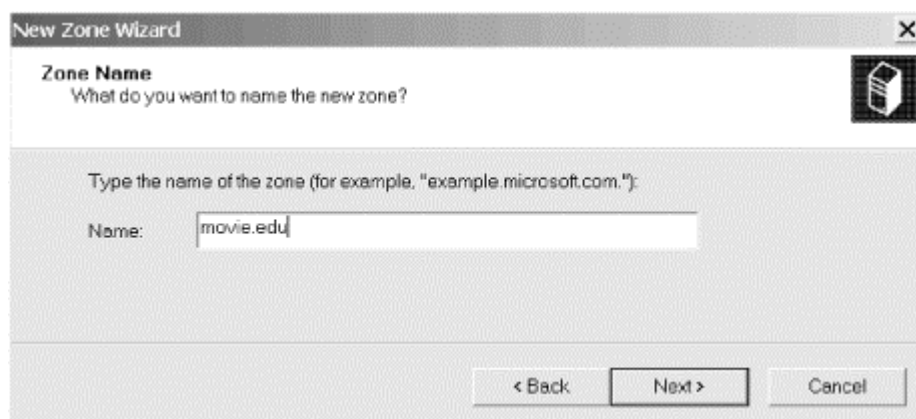 New Zone Wizard
Zone Name
What do you want to name the new zone?
Type the name of the zone (for example, "example.microsoft.com."):
Name: movie.edu
< Back Next > Cancel